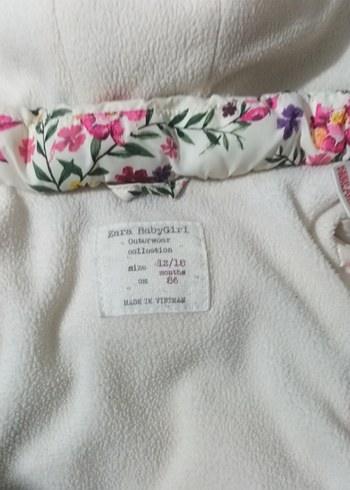 zara BabyGirl
Outerwear
collection
size 12/18
months
cm 86
MADE IN VIETNAM